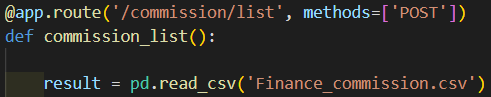 @app.route('/commission/list', methods=['POST'])
def commission_list():
result = pd.read_csv('Finance_commission.csv')